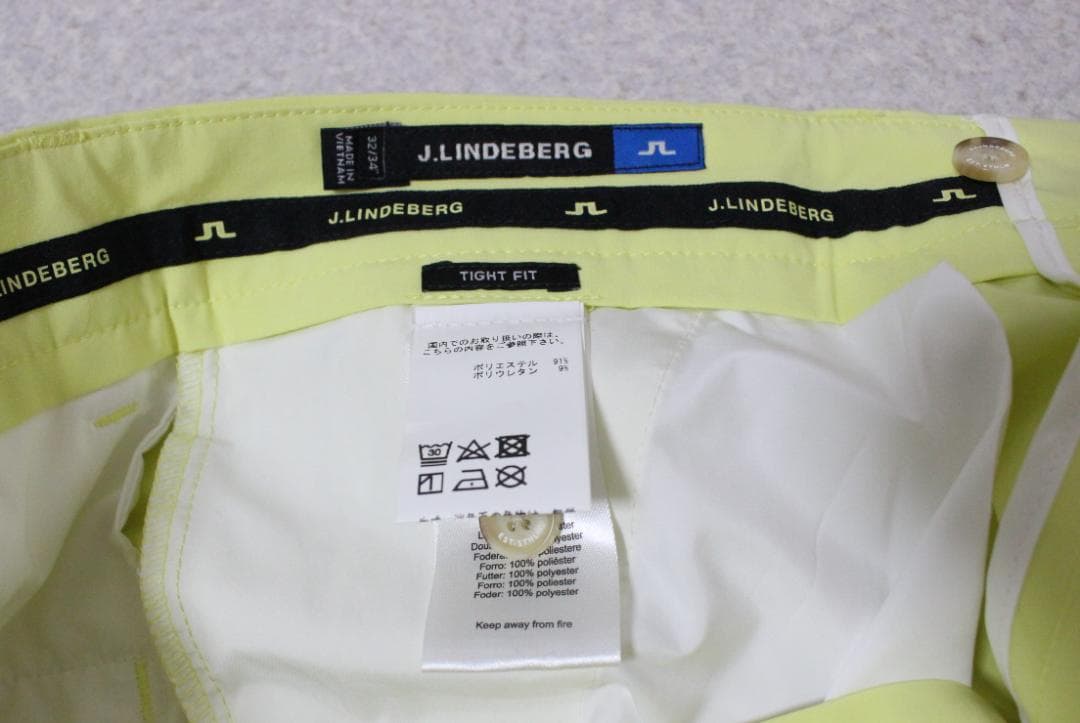 32/34"
MADE IN
VIETNAM
J.LINDEBERG
J.LINDEBERG
J.LINDEBERG
LINDEBERG
TIGHT FIT
国内でのお取り扱いの際は、
こちらの内容をご参照下さい。
ポリエステル 91%
ポリウレタン 9%
30
Forro: 100% poliéster
Futter: 100% polyester
Forro: 100% poliester
Foder: 100% polyester
Keep away from fire